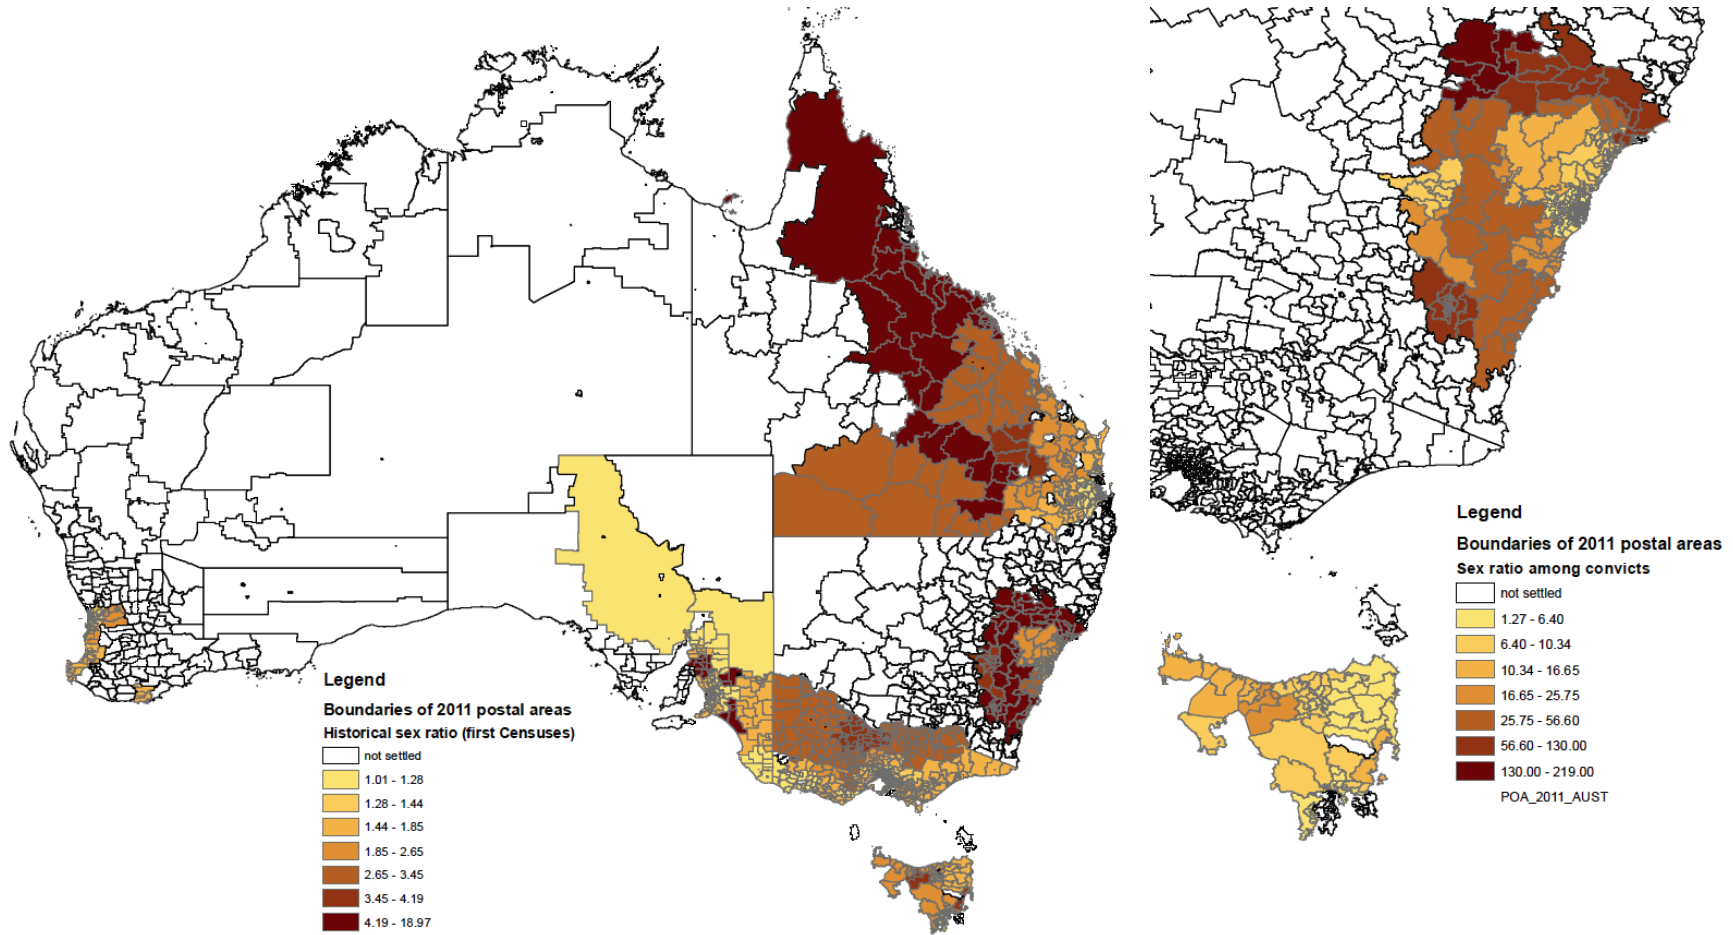 Legend
Boundaries of 2011 postal areas
Historical sex ratio (first Censuses)
not settled
1.01 - 1.28
1.28 - 1.44
1.44 - 1.85
1.85 - 2.65
2.65 - 3.45
3.45 - 4.19
4.19 - 18.97
Legend
Boundaries of 2011 postal areas
Sex ratio among convicts
not settled
1.27 - 6.40
6.40 - 10.34
10.34 - 16.65
16.65 - 25.75
25.75 - 56.60
56.60 - 130.00
130.00 - 219.00
POA_2011_AUST